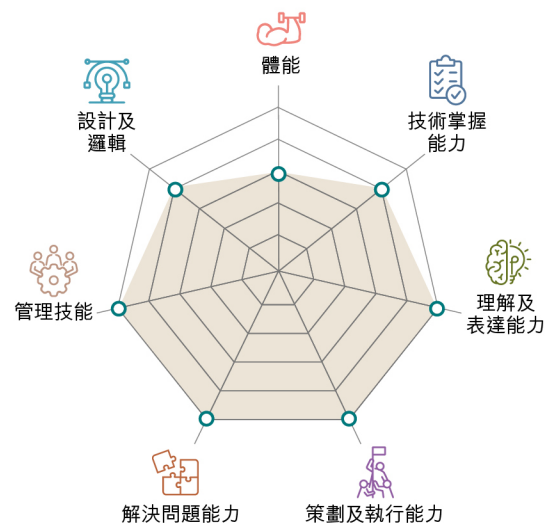 體能
設計及
邏輯
技術掌握
能力
管理技能
理解及
表達能力
解決問題能力
策劃及執行能力